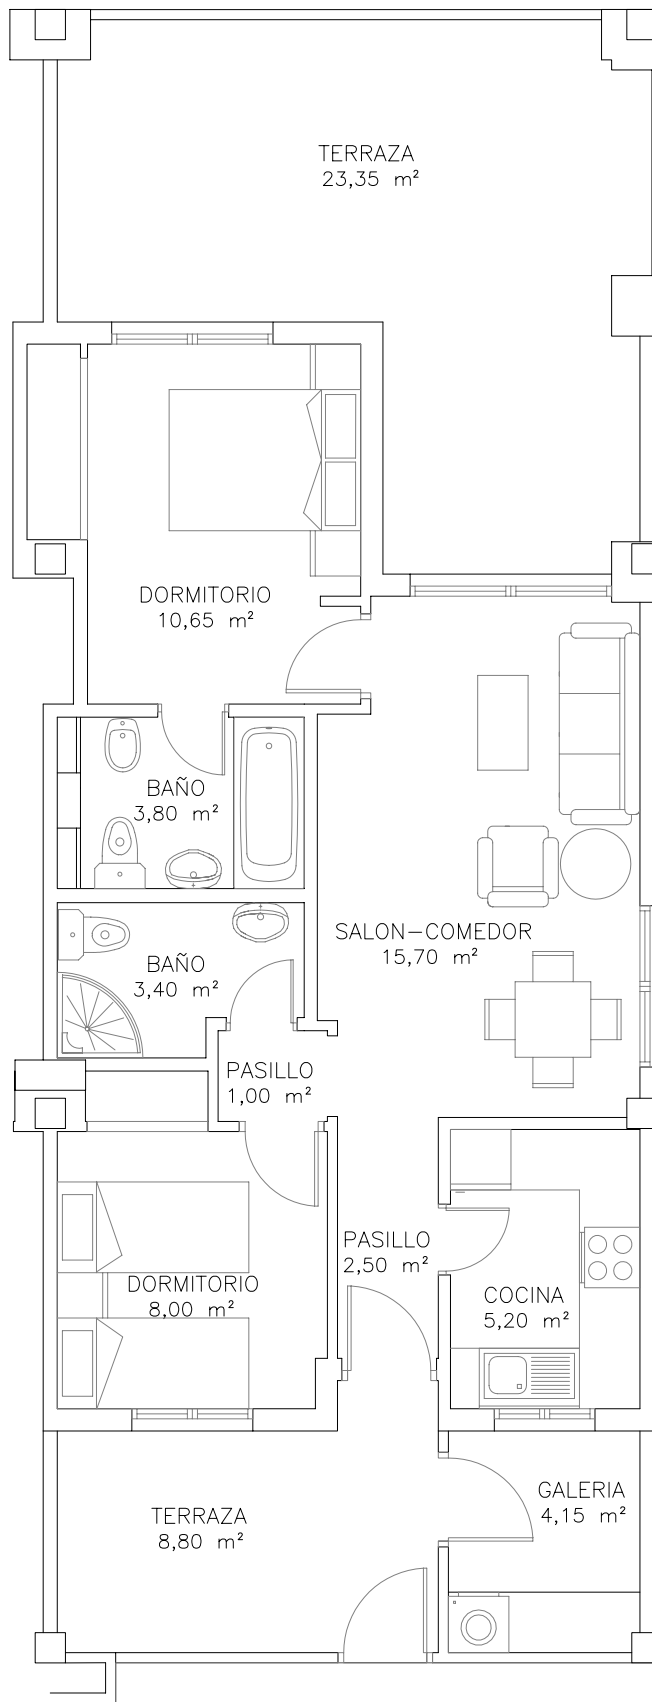 TERRAZA
23,35 m²
DORMITORIO
10,65 m²
BAÑO
3,80 m²
SALON-COMEDOR
15,70 m²
BAÑO
3,40 m²
PASILLO
1,00 m²
PASILLO
2,50 m²
DORMITORIO
8,00 m²
COCINA
5,20 m²
GALERIA
4,15 m²
TERRAZA
8,80 m²